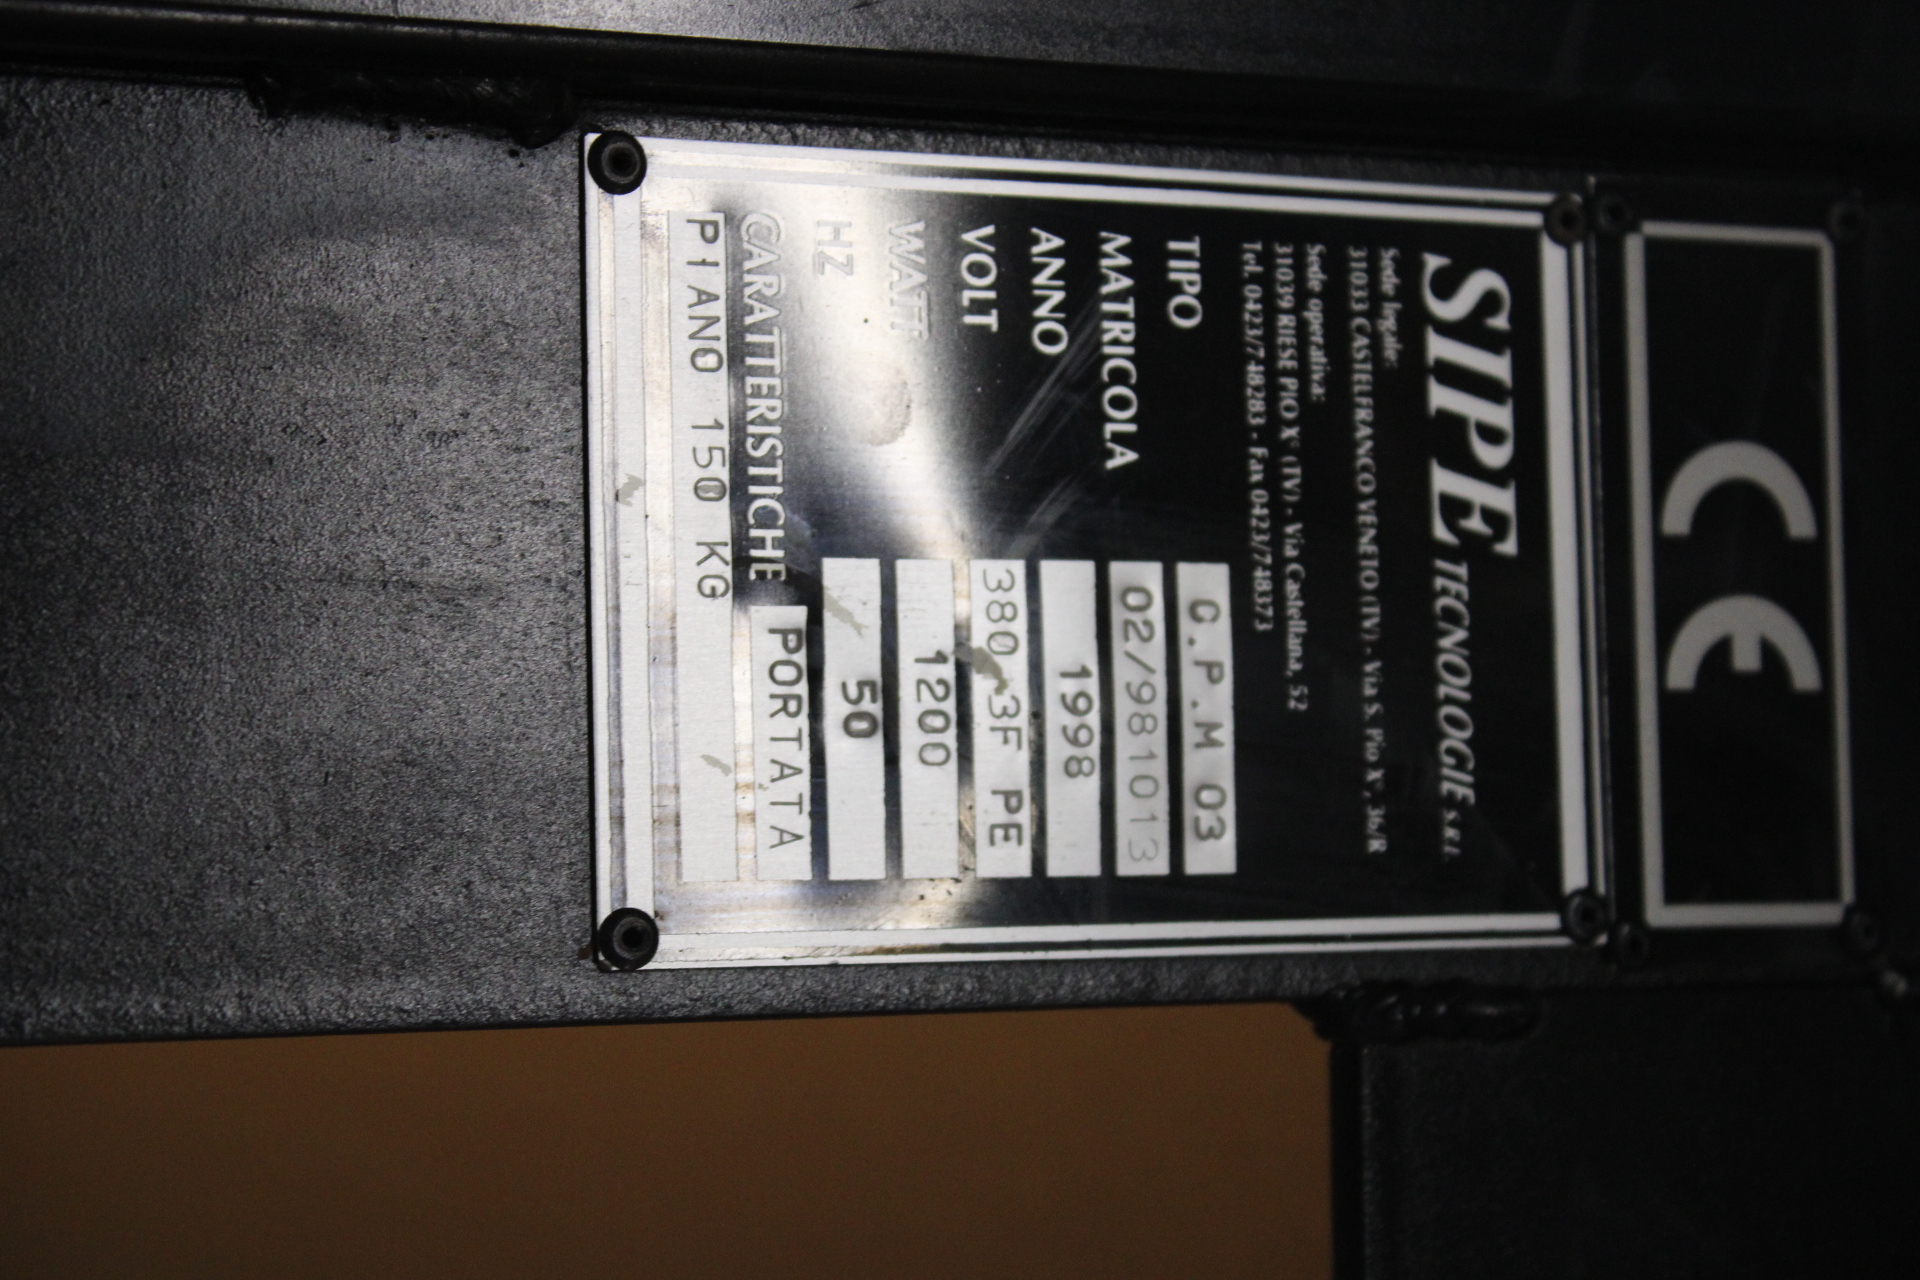 CE
SIPE TECNOLOGIE S.R.L.
Sede legale:
31033 CASTELFRANCO VENETO (TV) - Via S. Pio X°, 36/R
Sede operativa:
31039 RIESE PIO X° (TV) - Via Castellana, 52
Tel. 0423/748283 - Fax 0423/748373
TIPO C.P.M 03
MATRICOLA 02/981013
ANNO 1998
VOLT 380 3F PE
WATT 1200
HZ 50
CARATTERISTICHE PORTATA
PIANO 150 KG